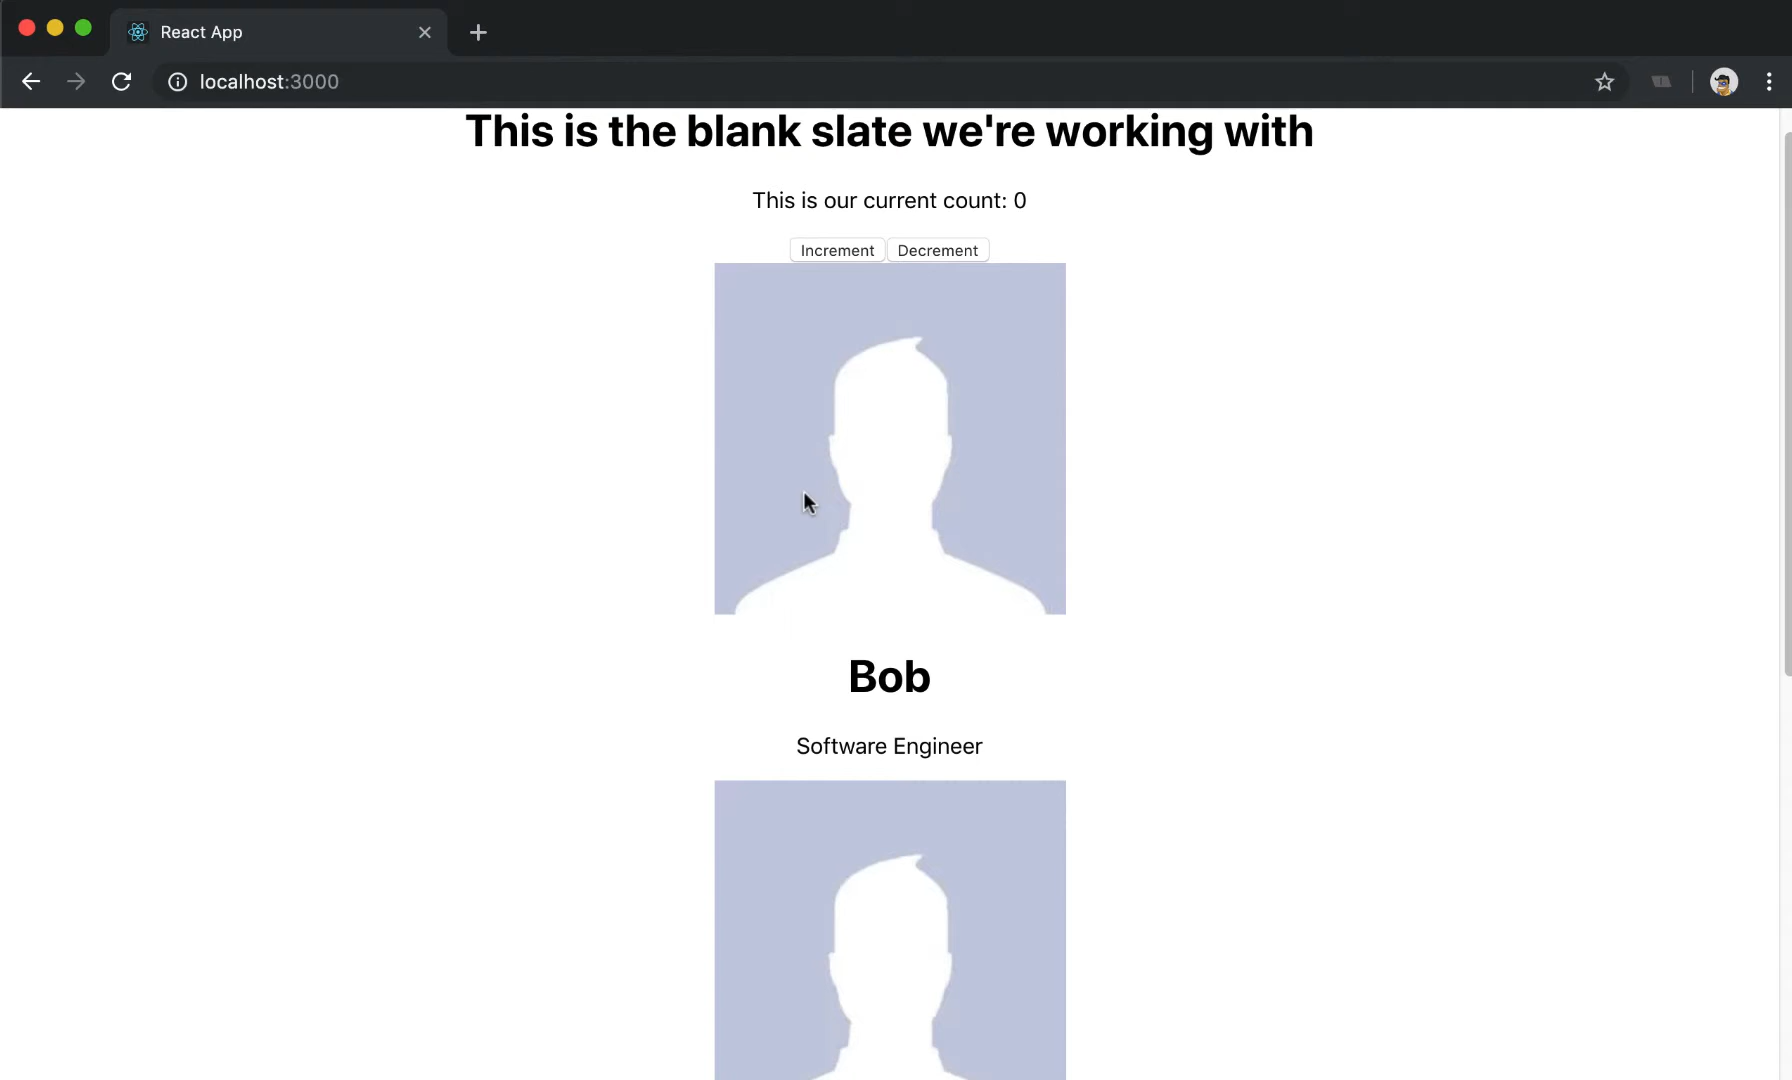 React App
localhost:3000
This is the blank slate we're working with
This is our current count: 0
Increment Decrement
Bob
Software Engineer